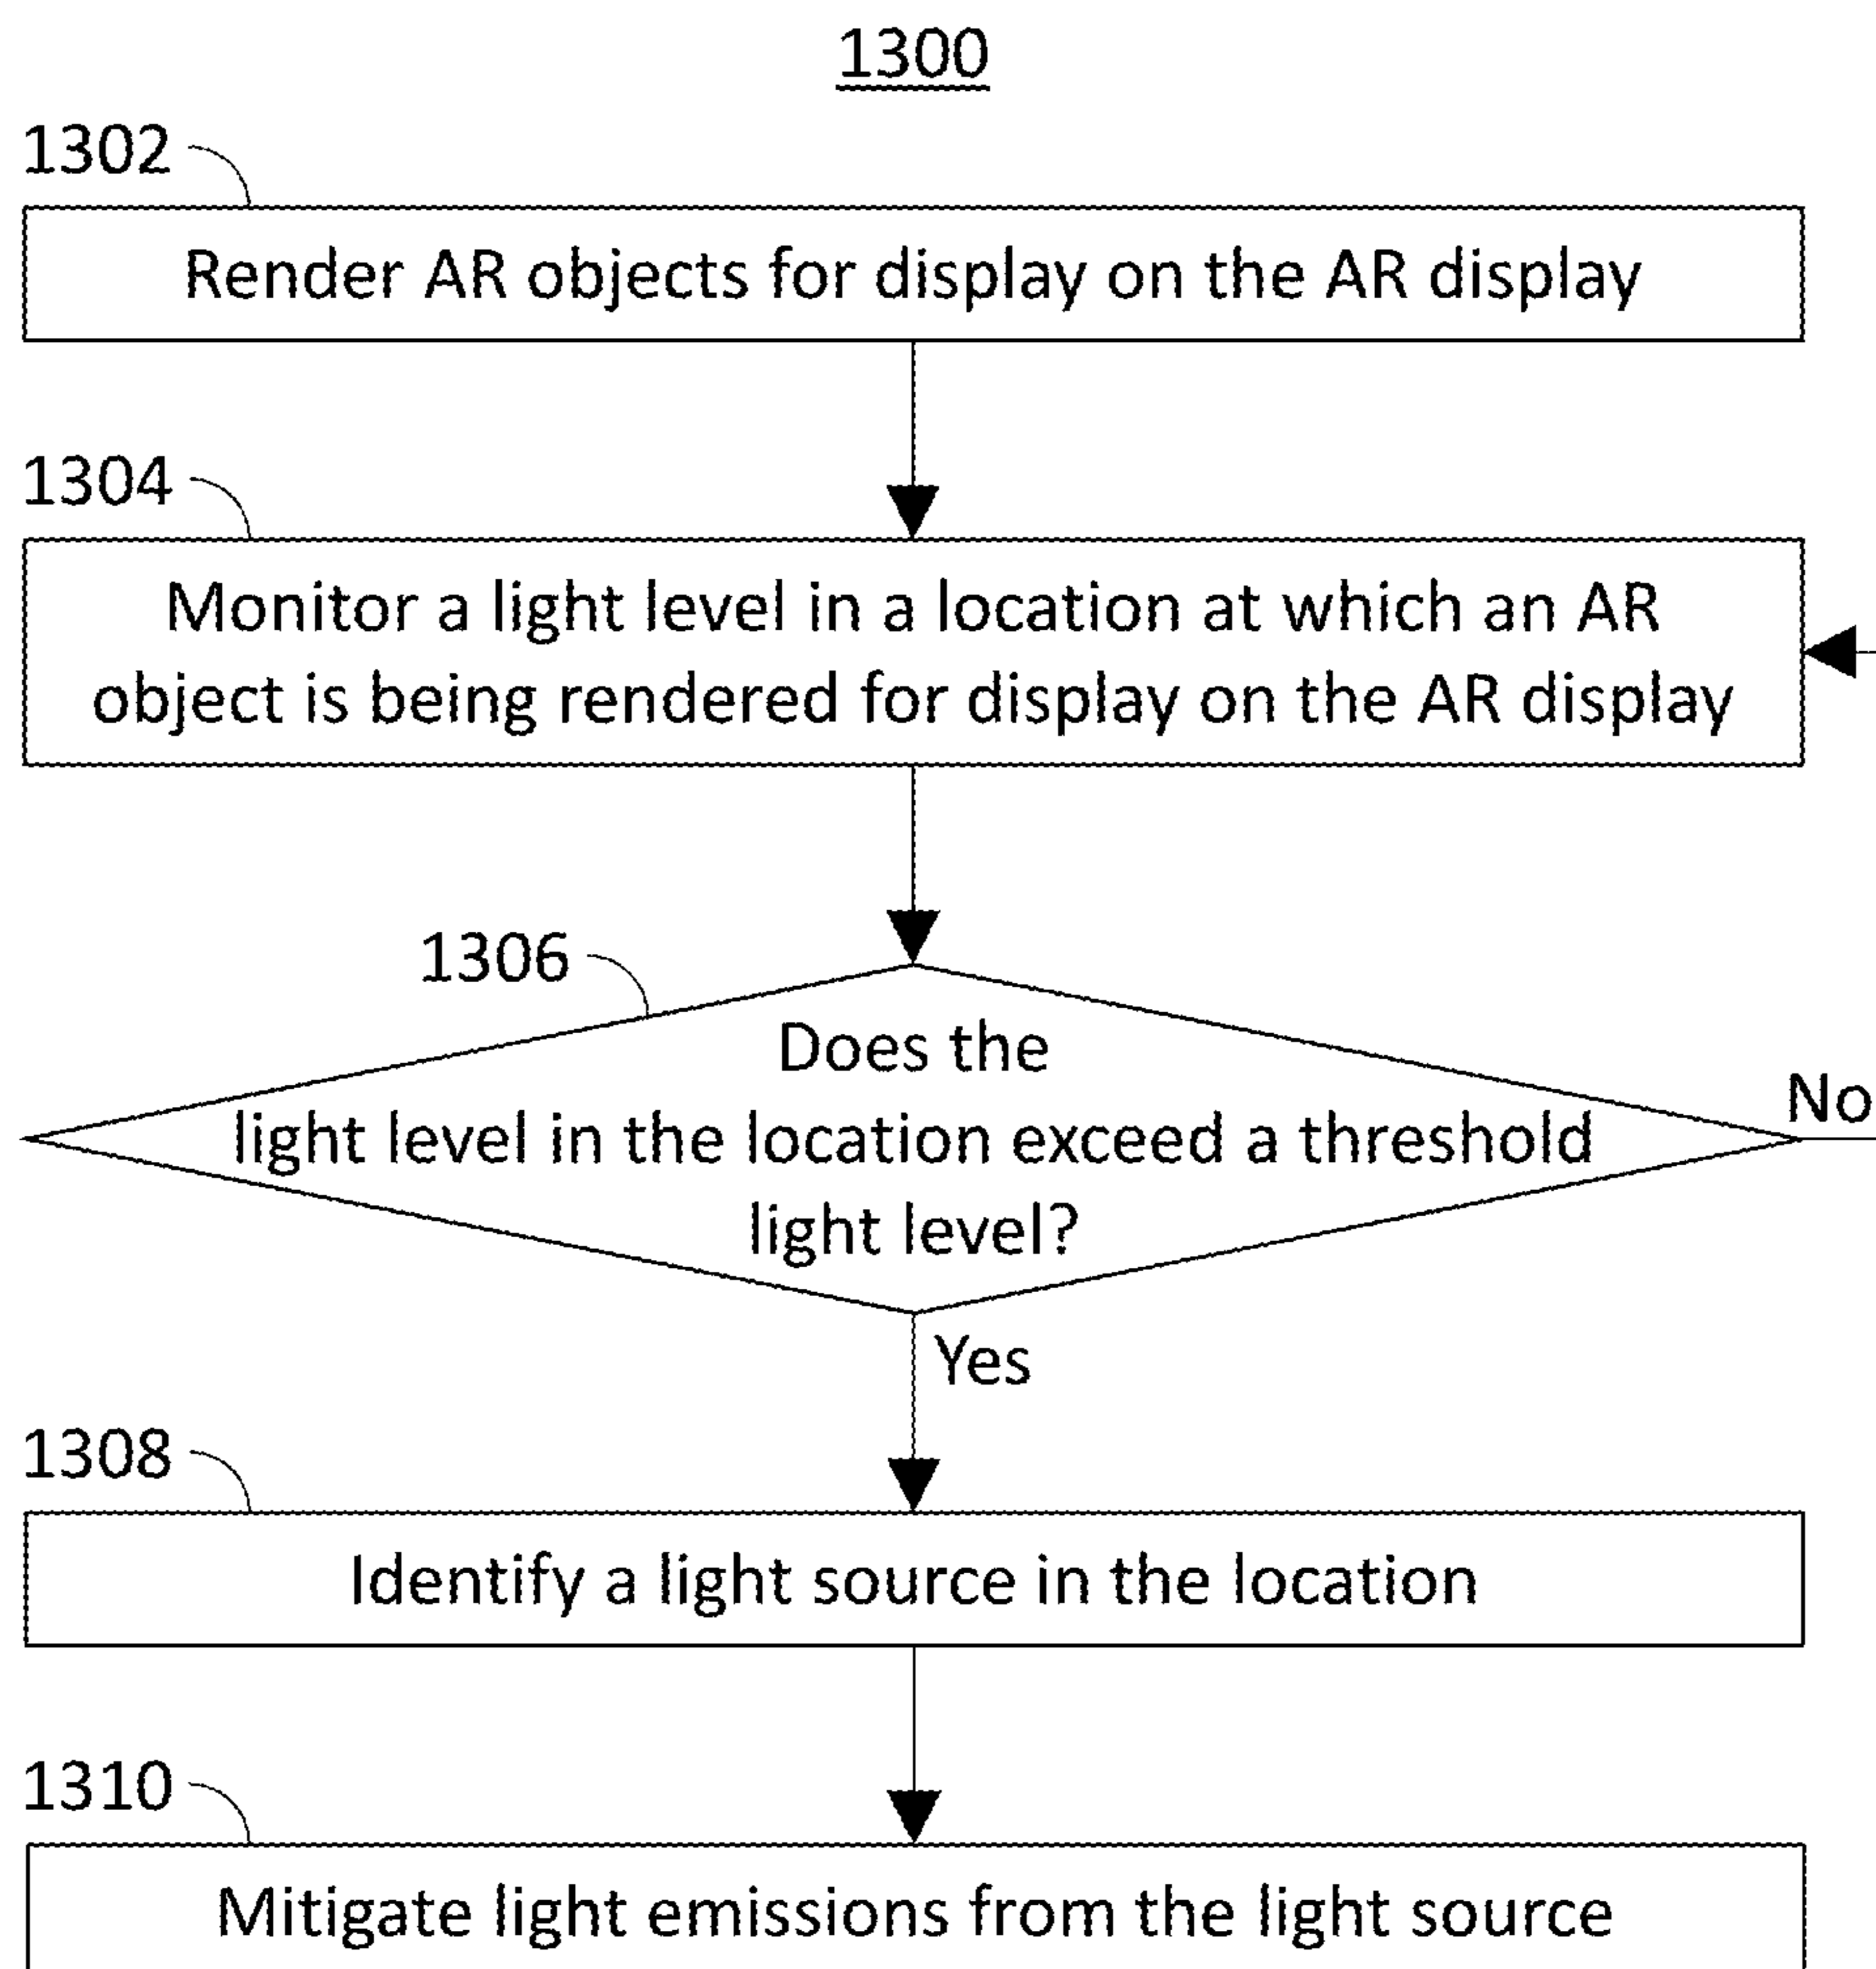 1300
1302
Render AR objects for display on the AR display
1304
Monitor a light level in a location at which an AR
object is being rendered for display on the AR display
1306
Does the
light level in the location exceed a threshold
light level?
No
Yes
1308
Identify a light source in the location
1310
Mitigate light emissions from the light source